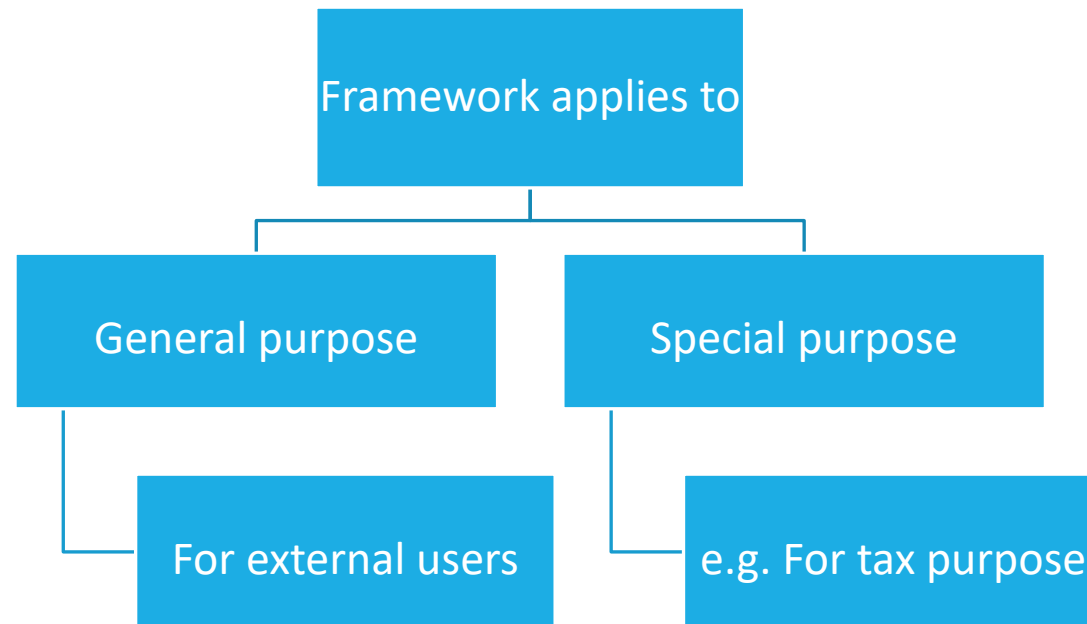 Framework applies to
General purpose
Special purpose
For external users
e.g. For tax purpose